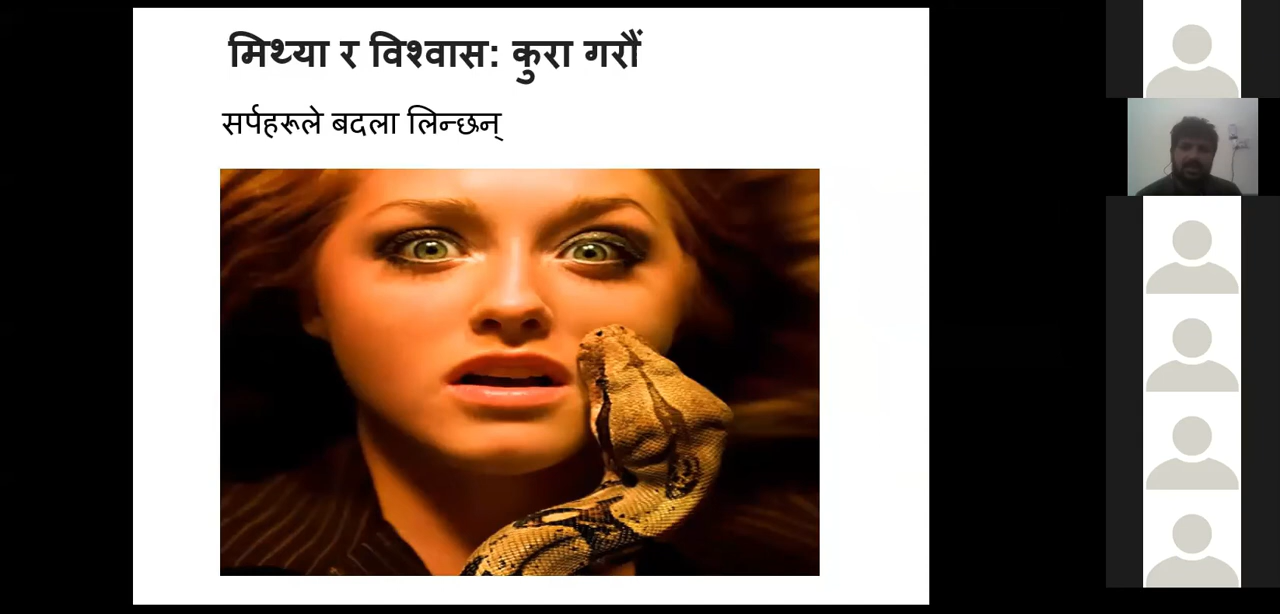 मिथ्या र विश्वास: कुरा गरौं
सर्पहरूले बदला लिन्छन्